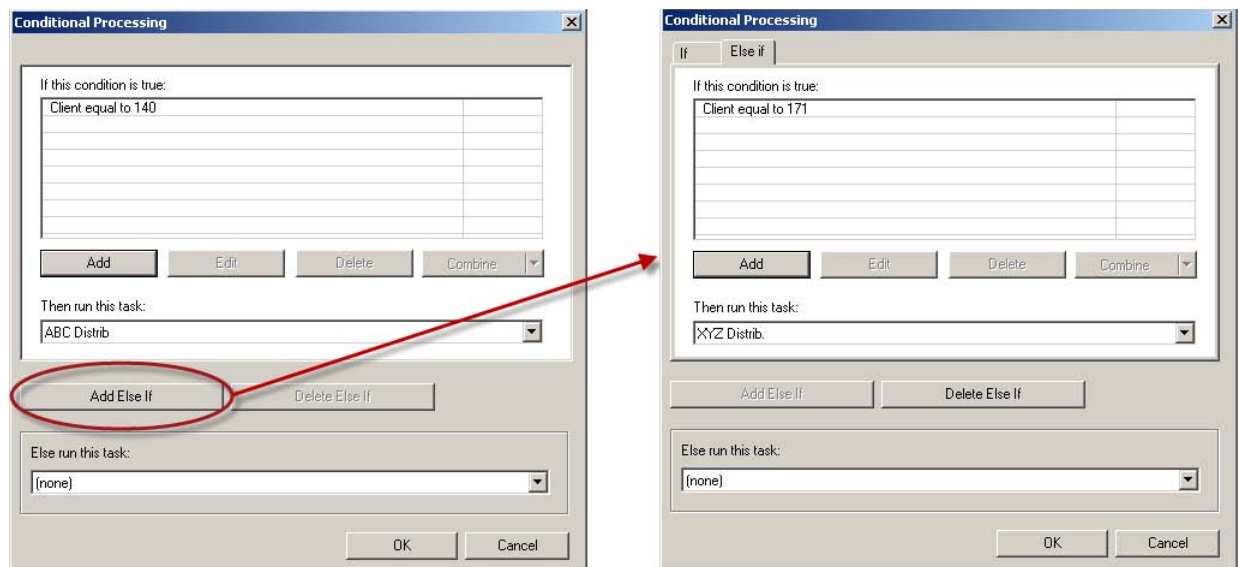 Conditional Processing
If this condition is true:
Client equal to 140
Add Edit Delete Combine
Then run this task:
ABC Distrib
Add Else If Delete Else If
Else run this task:
(none)
OK Cancel
Conditional Processing
If Else if
If this condition is true:
Client equal to 171
Add Edit Delete Combine
Then run this task:
XYZ Distrib.
Add Else If Delete Else If
Else run this task:
(none)
OK Cancel